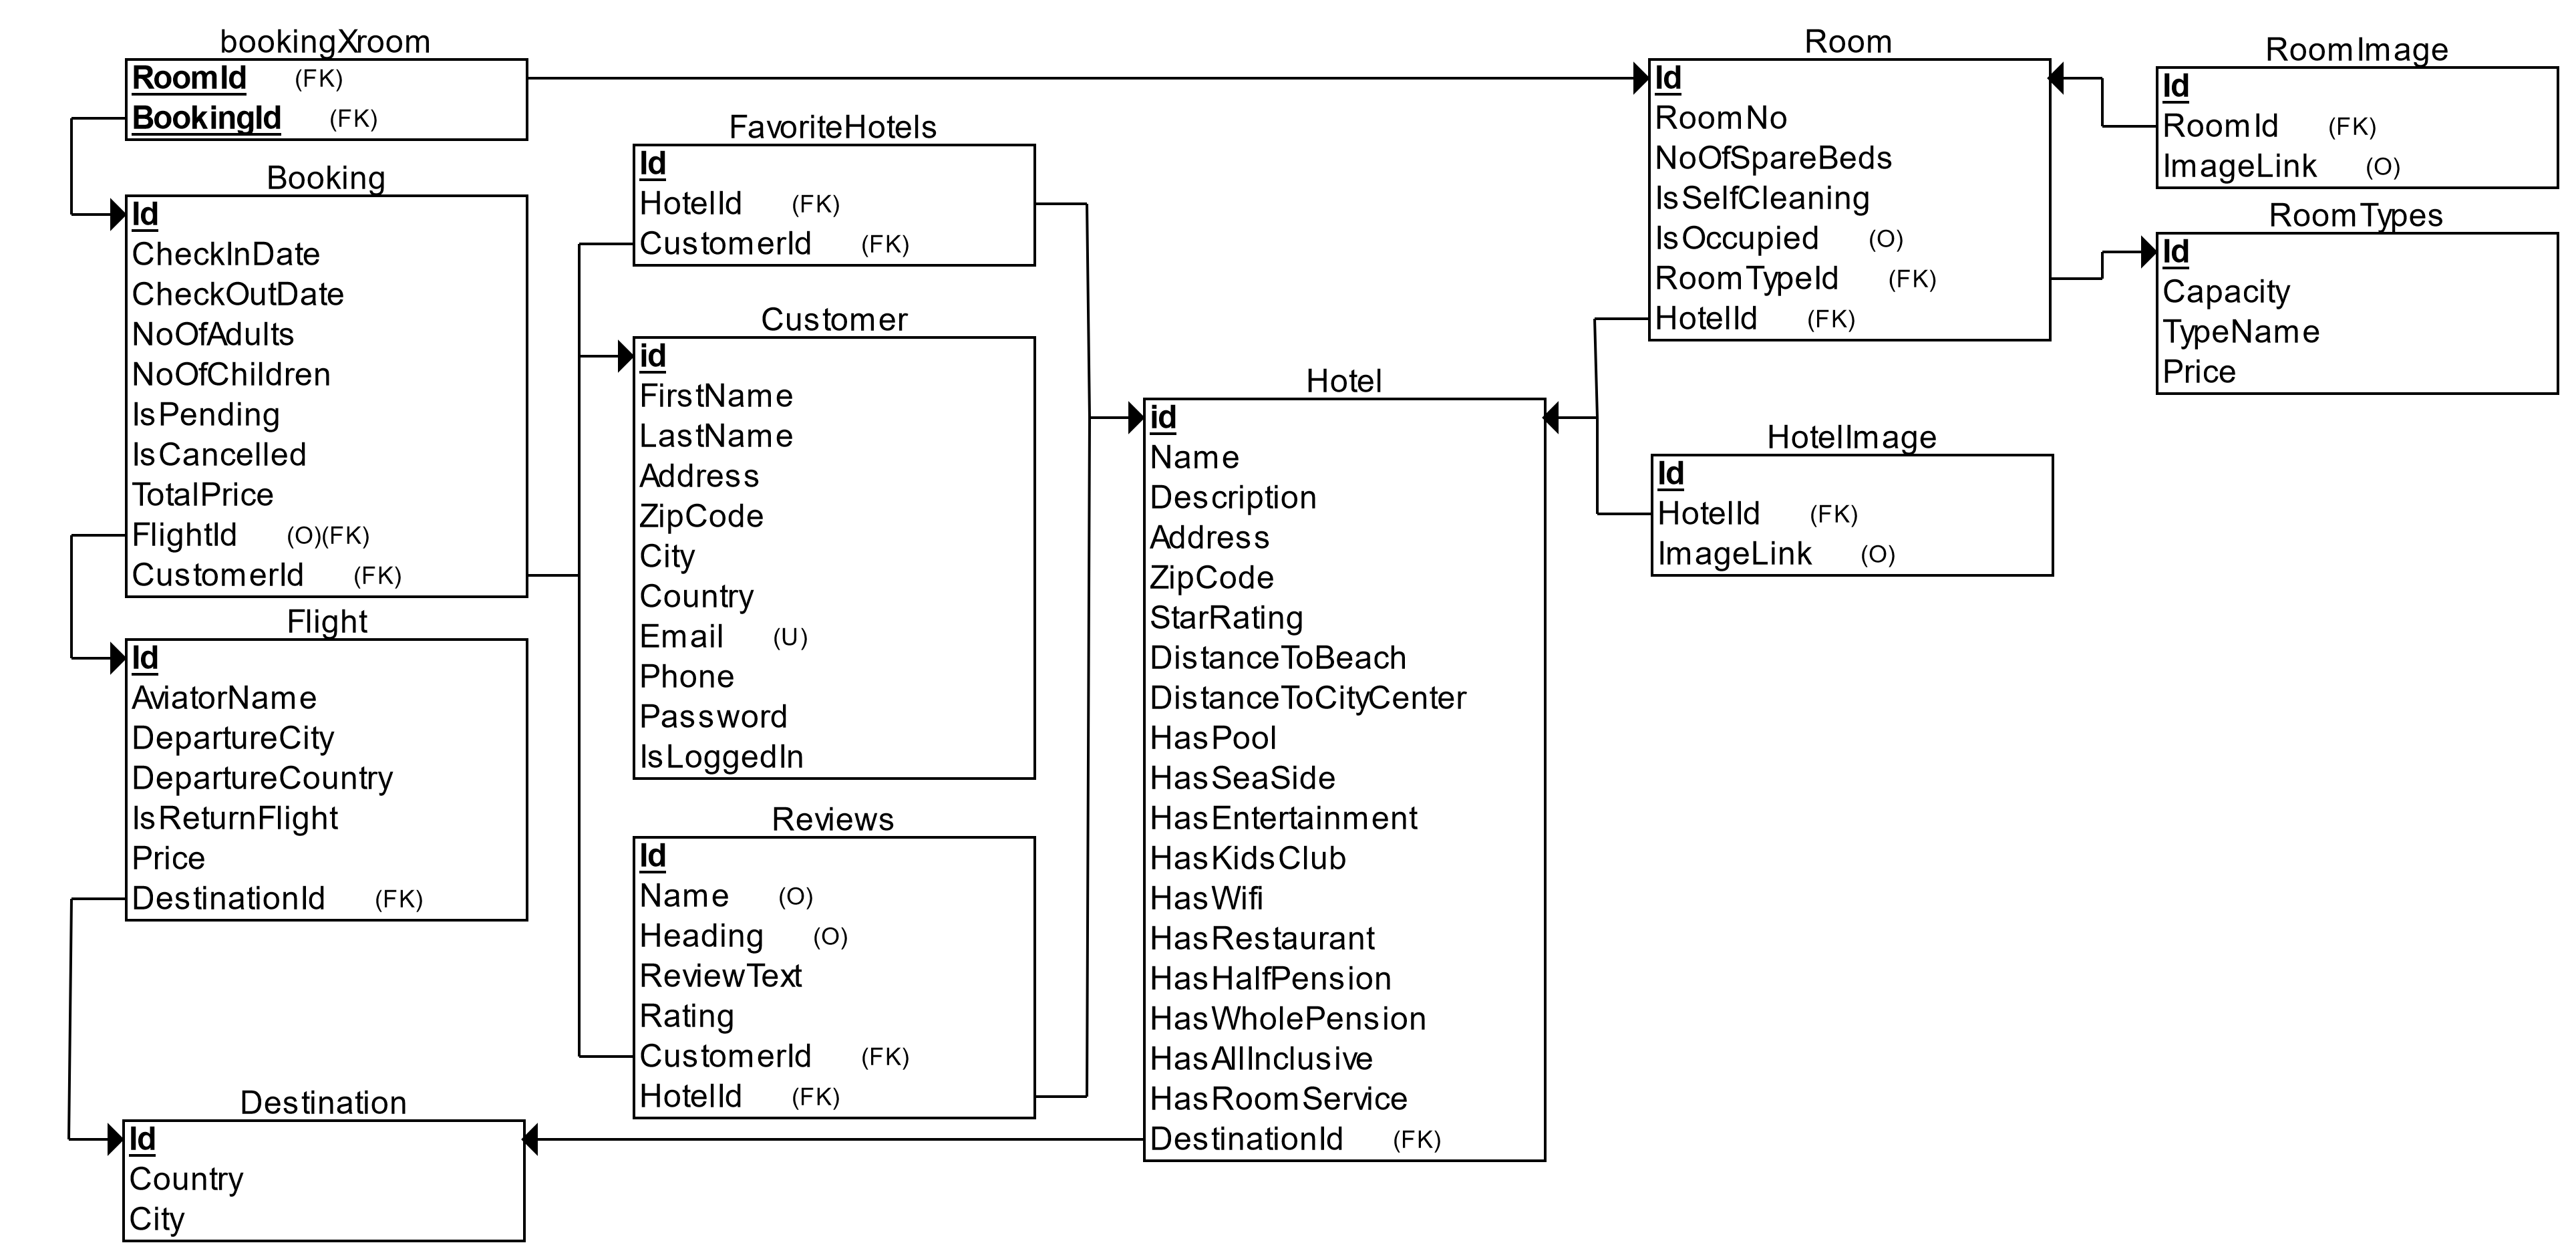 bookingXroom
RoomId (FK)
BookingId (FK)
Booking
Id
CheckInDate
CheckOutDate
NoOfAdults
NoOfChildren
IsPending
IsCancelled
TotalPrice
FlightId (O)(FK)
CustomerId (FK)
Flight
Id
AviatorName
DepartureCity
DepartureCountry
IsReturnFlight
Price
DestinationId (FK)
Destination
Id
Country
City
FavoriteHotels
Id
HotelId (FK)
CustomerId (FK)
Customer
id
FirstName
LastName
Address
ZipCode
City
Country
Email (U)
Phone
Password
IsLoggedIn
Reviews
Id
Name (O)
Heading (O)
ReviewText
Rating
CustomerId (FK)
HotelId (FK)
Hotel
id
Name
Description
Address
ZipCode
StarRating
DistanceToBeach
DistanceToCityCenter
HasPool
HasSeaSide
HasEntertainment
HasKidsClub
HasWifi
HasRestaurant
HasHalfPension
HasWholePension
HasAllInclusive
HasRoomService
DestinationId (FK)
Room
Id
RoomNo
NoOfSpareBeds
IsSelfCleaning
IsOccupied (O)
RoomTypeId (FK)
HotelId (FK)
HotelImage
Id
HotelId (FK)
ImageLink (O)
RoomImage
Id
RoomId (FK)
ImageLink (O)
RoomTypes
Id
Capacity
TypeName
Price